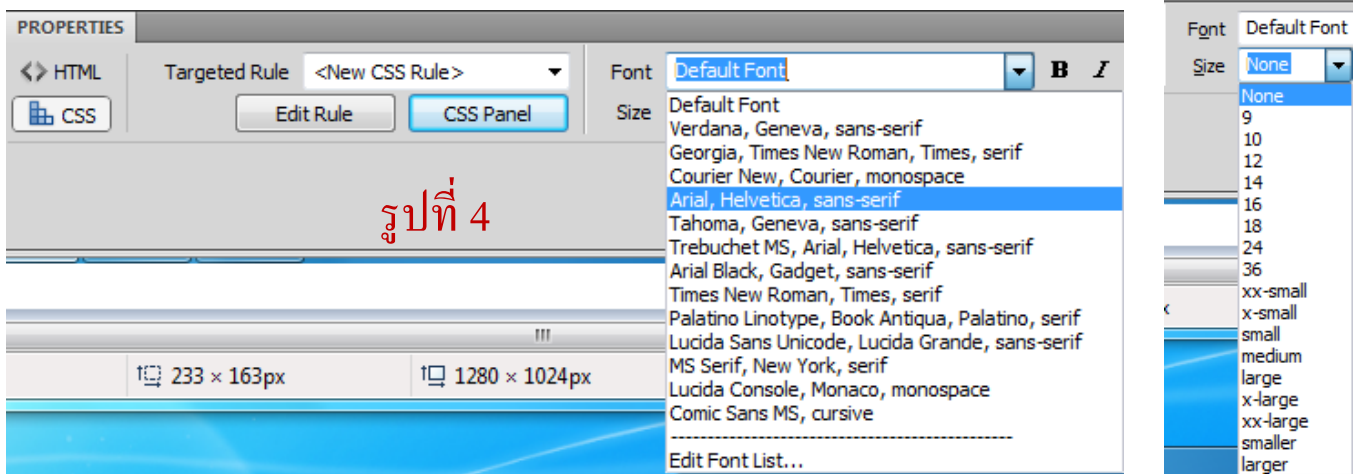 PROPERTIES
<> HTML
Targeted Rule <New CSS Rule>
Font Default Font B I
CSS
Edit Rule CSS Panel
Size
Default Font
Verdana, Geneva, sans-serif
Georgia, Times New Roman, Times, serif
Courier New, Courier, monospace
Arial, Helvetica, sans-serif
Tahoma, Geneva, sans-serif
Trebuchet MS, Arial, Helvetica, sans-serif
Arial Black, Gadget, sans-serif
Times New Roman, Times, serif
Palatino Linotype, Book Antiqua, Palatino, serif
Lucida Sans Unicode, Lucida Grande, sans-serif
MS Serif, New York, serif
Lucida Console, Monaco, monospace
Comic Sans MS, cursive
------------------------------------------------
Edit Font List...
รูปที่ 4
233 × 163px
1280 × 1024px
Font Default Font
Size None
None
9
10
12
14
16
18
24
36
xx-small
x-small
small
medium
large
x-large
xx-large
smaller
larger